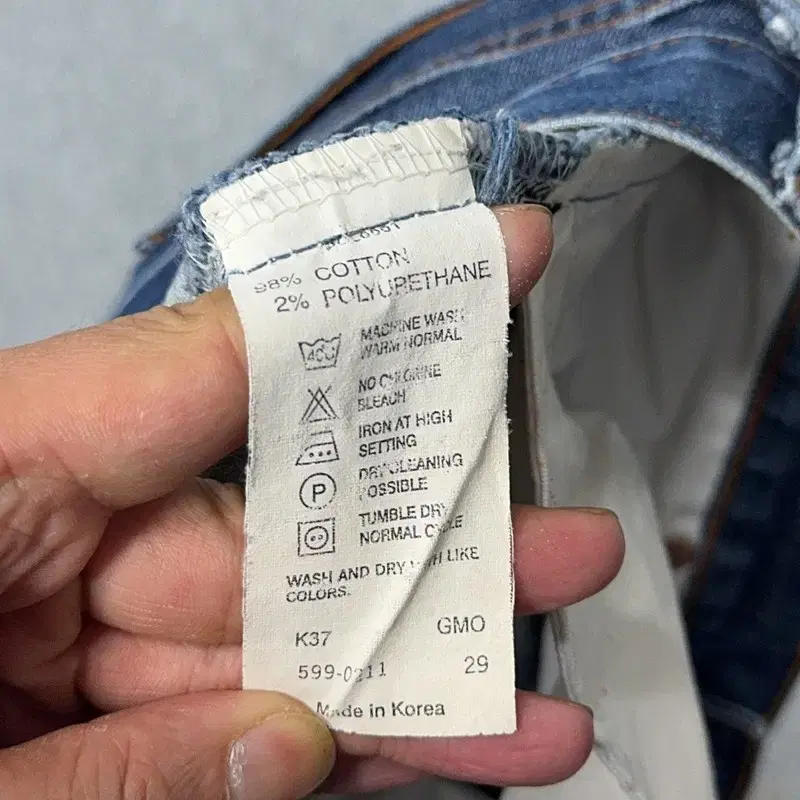 98% COTTON
2% POLYURETHANE
40C
MACHINE WASH
WARM NORMAL
NO CHLORINE
BLEACH
IRON AT HIGH
SETTING
P
DRY CLEANING
POSSIBLE
TUMBLE DRY
NORMAL CYCLE
WASH AND DRY WITH LIKE
COLORS.
K37 GMO
599-0211 29
Made in Korea